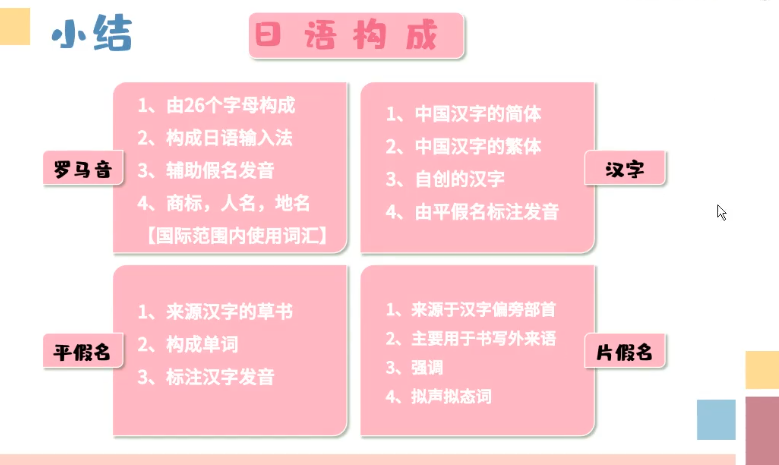 小结
日语构成
罗马音
1、由26个字母构成
2、构成日语输入法
3、辅助假名发音
4、商标，人名，地名
【国际范围内使用词汇】
汉字
1、中国汉字的简体
2、中国汉字的繁体
3、自创的汉字
4、由平假名标注发音
平假名
1、来源汉字的草书
2、构成单词
3、标注汉字发音
片假名
1、来源于汉字偏旁部首
2、主要用于书写外来语
3、强调
4、拟声拟态词